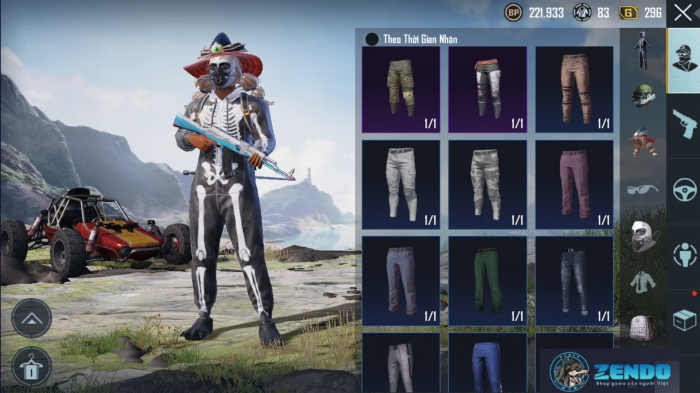 BP 221.933 83 G 296
Theo Thời Gian Nhận
1/1 1/1 1/1
1/1 1/1 1/1
1/1 1/1 1/1
ZENDO
Shop game của người Việt